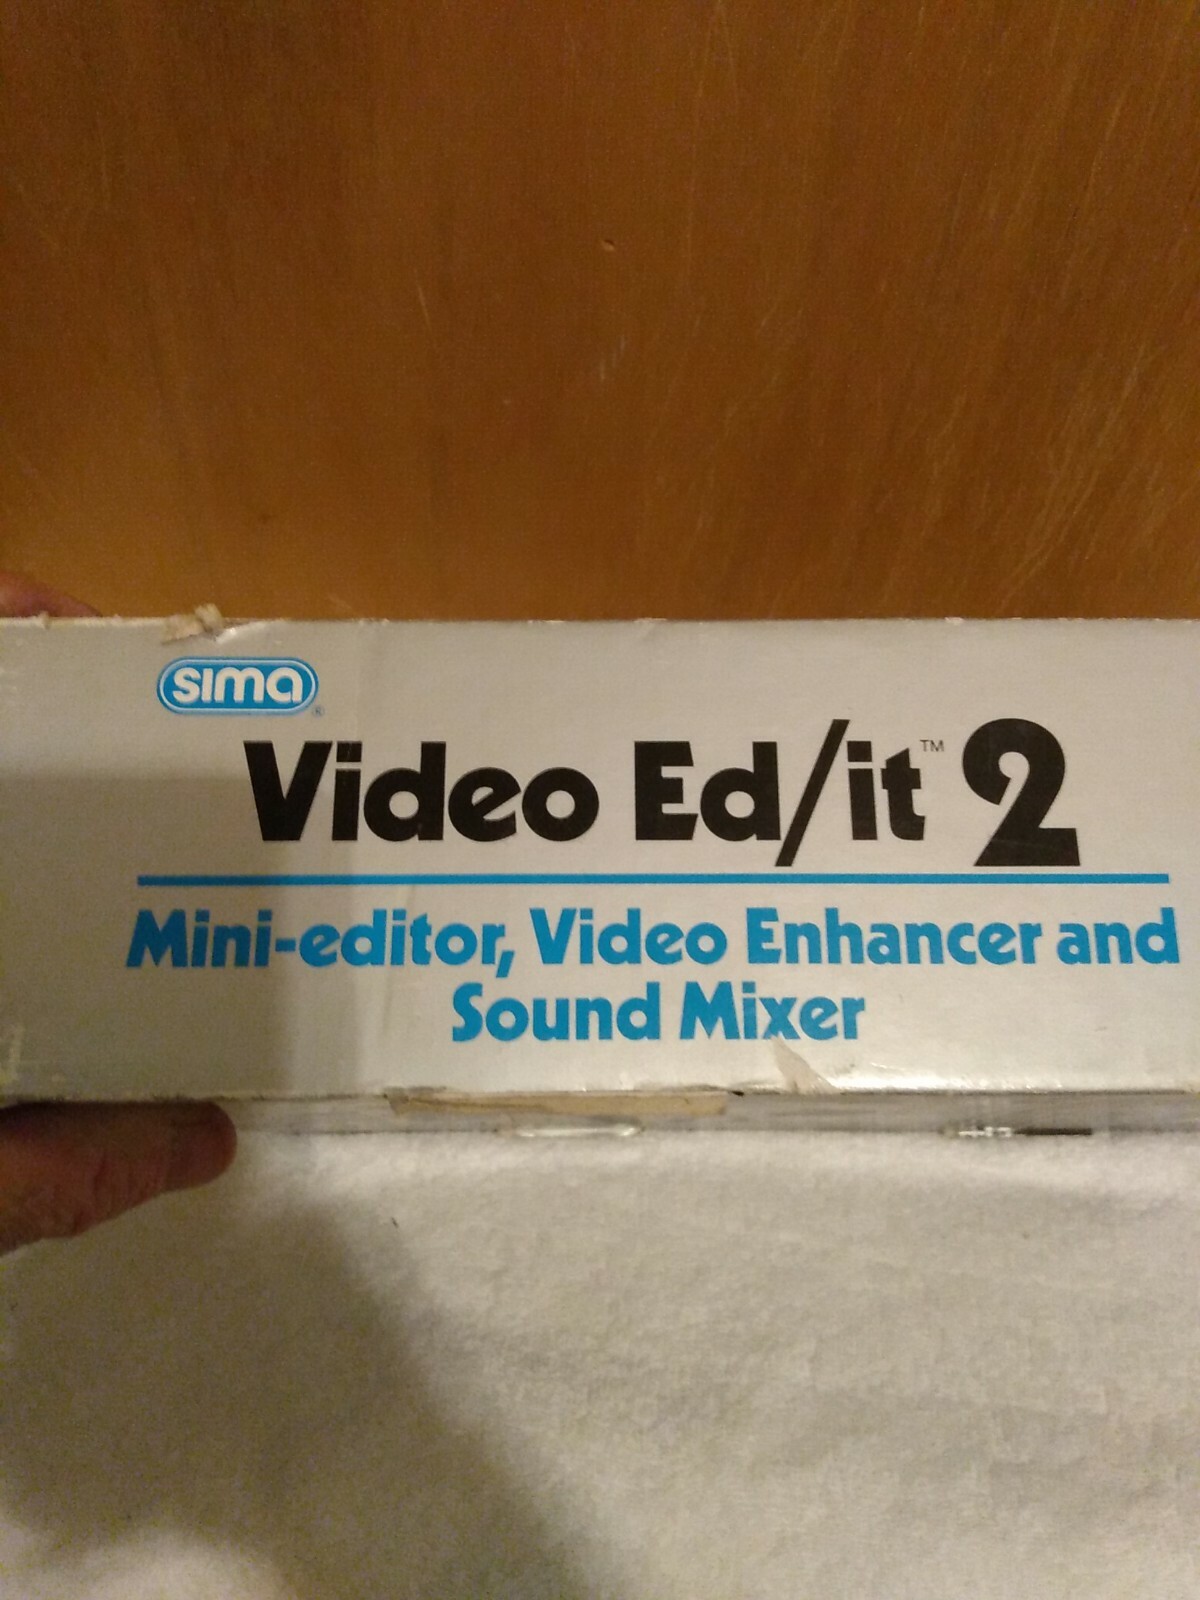 sima®
Video Ed/it™ 2
Mini-editor, Video Enhancer and
Sound Mixer